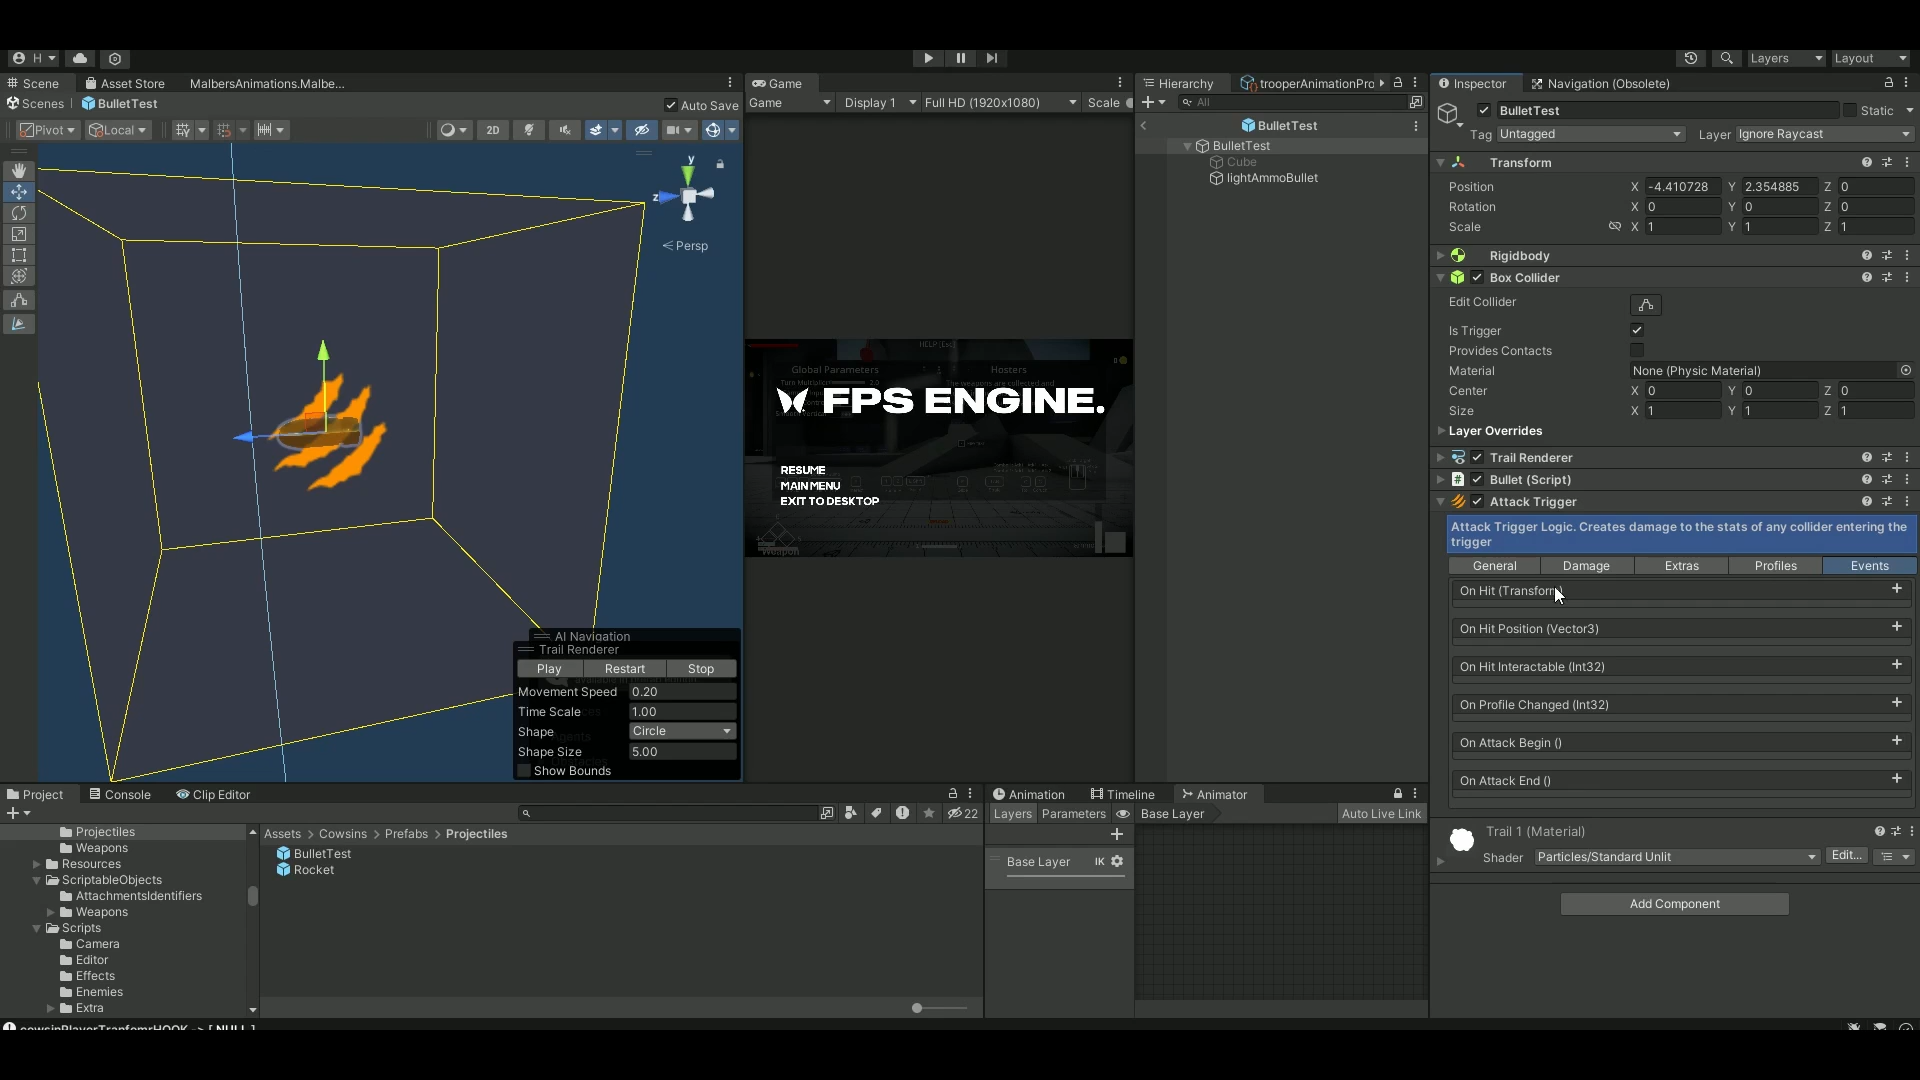 H
Layers
Layout
Scene
Asset Store
MalbersAnimations.Malbe...
Scenes
BulletTest
Auto Save
Pivot
Local
2D
y
z
Persp
AI Navigation
Trail Renderer
Play
Restart
Stop
Movement Speed 0.20
Time Scale 1.00
Shape Circle
Shape Size 5.00
Show Bounds
Game
Game
Display 1
Full HD (1920x1080)
Scale
HELP [Esc]
Global Parameters
Hosters
FPS ENGINE.
RESUME
MAIN MENU
EXIT TO DESKTOP
Weapon
Hierarchy
trooperAnimationPro
All
BulletTest
BulletTest
Cube
lightAmmoBullet
Inspector
Navigation (Obsolete)
BulletTest
Static
Tag Untagged
Layer Ignore Raycast
Transform
Position X -4.410728 Y 2.354885 Z 0
Rotation X 0 Y 0 Z 0
Scale X 1 Y 1 Z 1
Rigidbody
Box Collider
Edit Collider
Is Trigger
Provides Contacts
Material None (Physic Material)
Center X 0 Y 0 Z 0
Size X 1 Y 1 Z 1
Layer Overrides
Trail Renderer
# Bullet (Script)
Attack Trigger
Attack Trigger Logic. Creates damage to the stats of any collider entering the
trigger
General
Damage
Extras
Profiles
Events
On Hit (Transform)
On Hit Position (Vector3)
On Hit Interactable (Int32)
On Profile Changed (Int32)
On Attack Begin ()
On Attack End ()
Trail 1 (Material)
Shader Particles/Standard Unlit
Edit...
Add Component
Project
Console
Clip Editor
22
Projectiles
Weapons
Resources
ScriptableObjects
AttachmentsIdentifiers
Weapons
Scripts
Camera
Editor
Effects
Enemies
Extra
Assets > Cowsins > Prefabs > Projectiles
BulletTest
Rocket
Animation
Timeline
Animator
Layers
Parameters
Base Layer
Auto Live Link
Base Layer
IK
cowsinPlayerTranfomrHOOK -> [ NULL ]